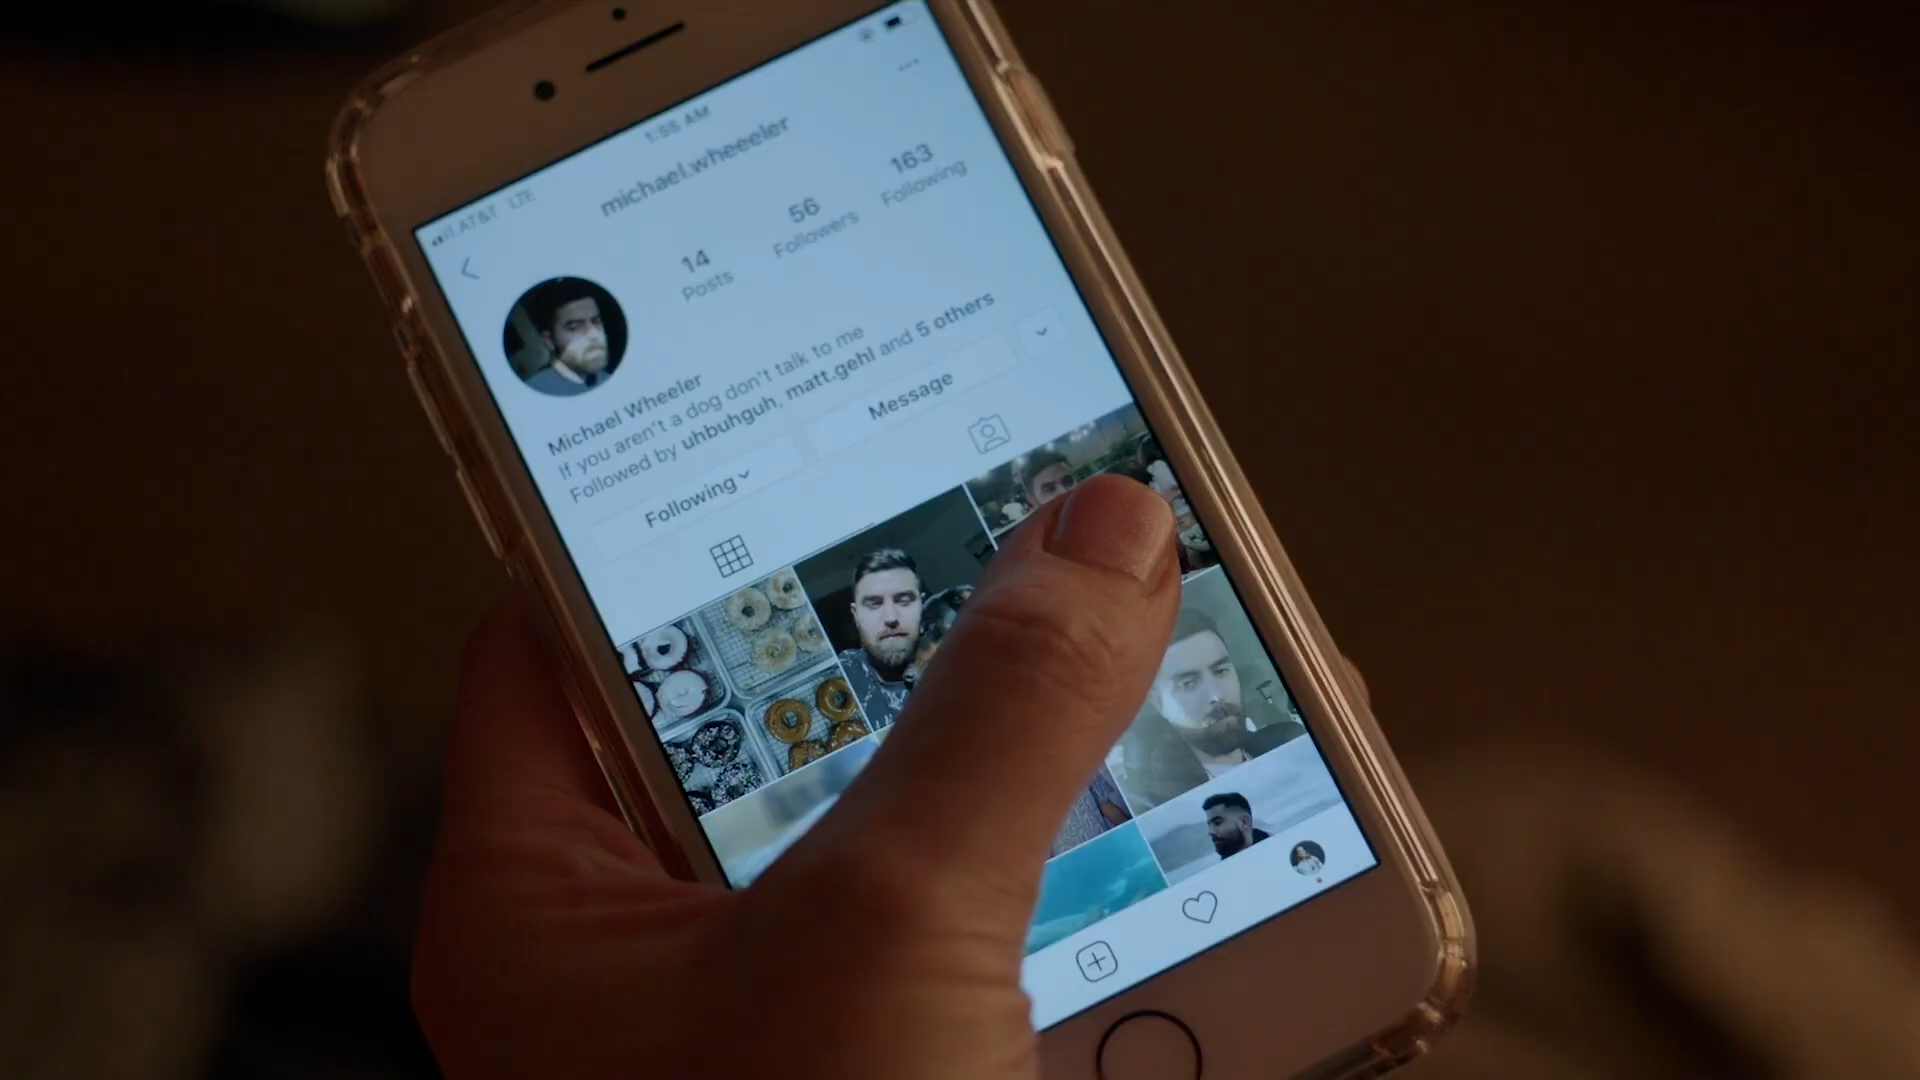 AT&T LTE
1:55 AM
michael.wheeeler
14
Posts
56
Followers
163
Following
Michael Wheeler
If you aren't a dog don't talk to me
Followed by uhbuhguh, matt.gehl and 5 others
Following
Message